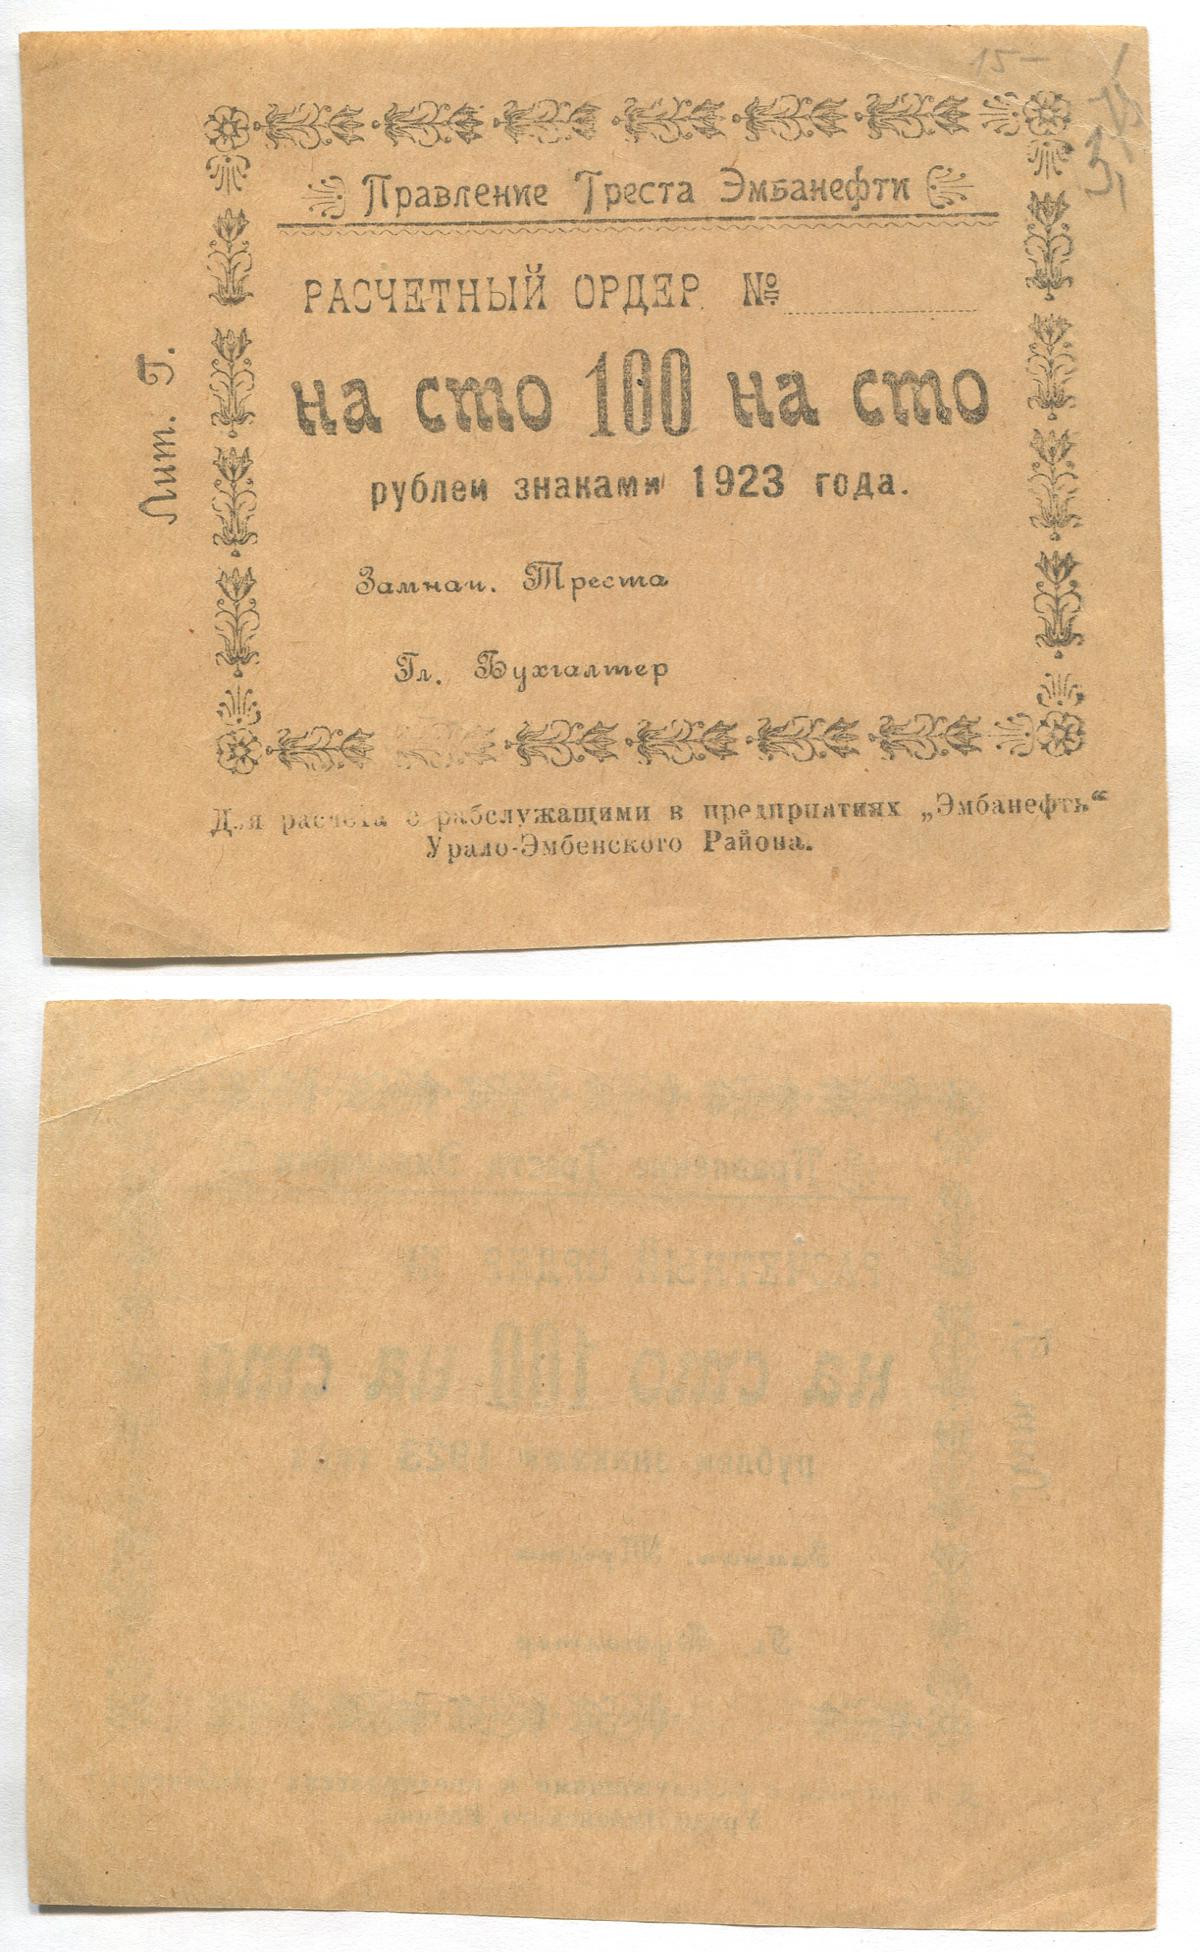 15 –
Правление Треста Эмбанефти
РАСЧЕТНЫЙ ОРДЕР №
на сто 100 на сто
рублей знаками 1923 года.
Лит. Г.
Замнач. Треста
Гл. Бухгалтер
Для расчета с рабслужащими в предприятиях „Эмбанефть“
Урало-Эмбенского Района.